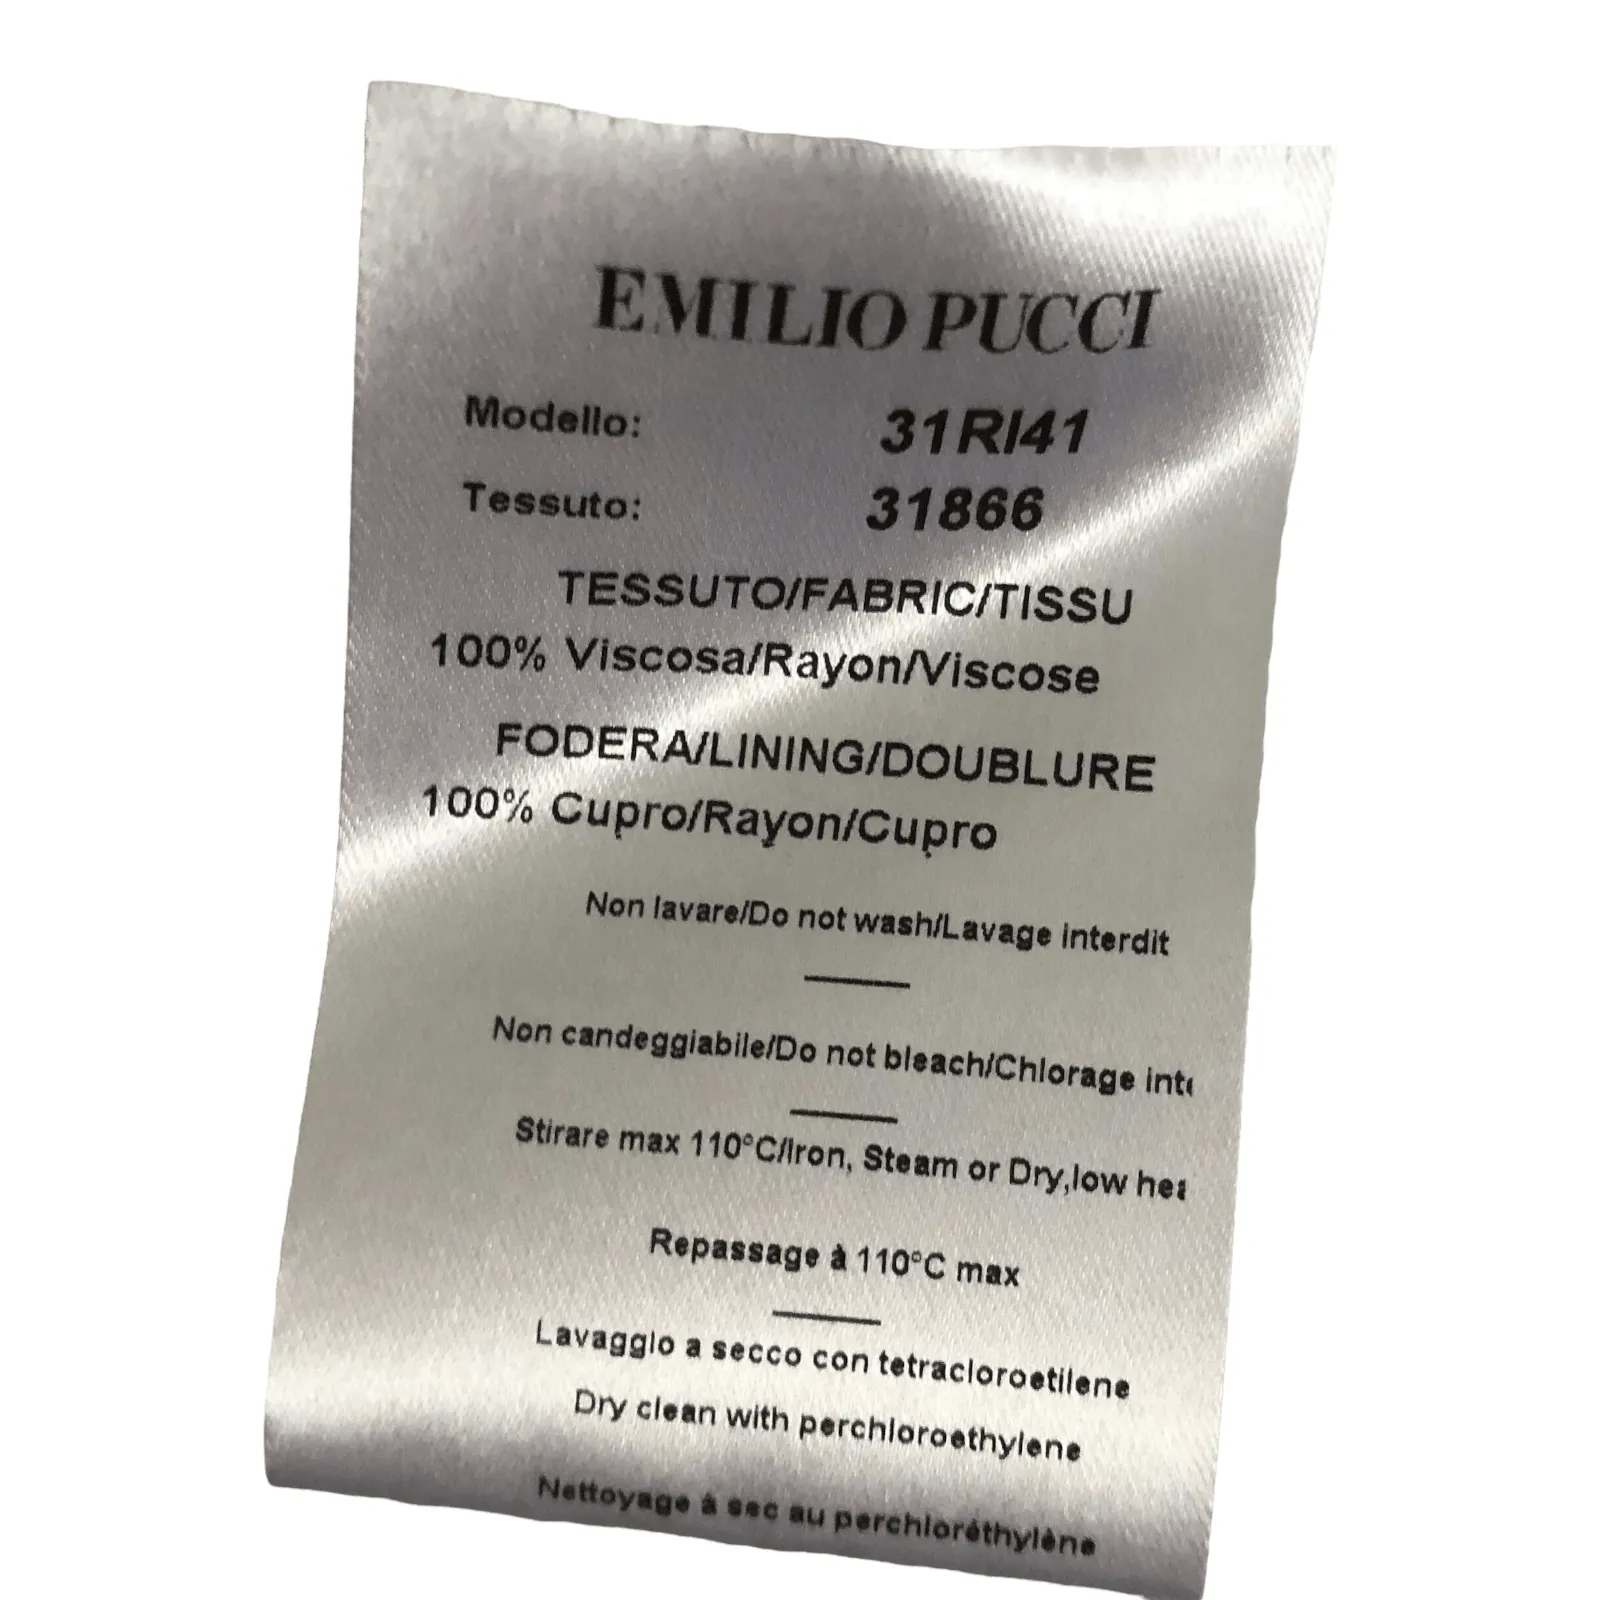 EMILIO PUCCI
Modello: 31RI41
Tessuto: 31866
TESSUTO/FABRIC/TISSU
100% Viscosa/Rayon/Viscose
FODERA/LINING/DOUBLURE
100% Cupro/Rayon/Cupro
Non lavare/Do not wash/Lavage interdit
Non candeggiabile/Do not bleach/Chlorage
Stirare max 110°C/Iron, Steam or Dry,low
Repassage à 110°C max
Lavaggio a secco con tetracloroetilene
Dry clean with perchloroethylene
Nettoyage à sec au perchloréthylène